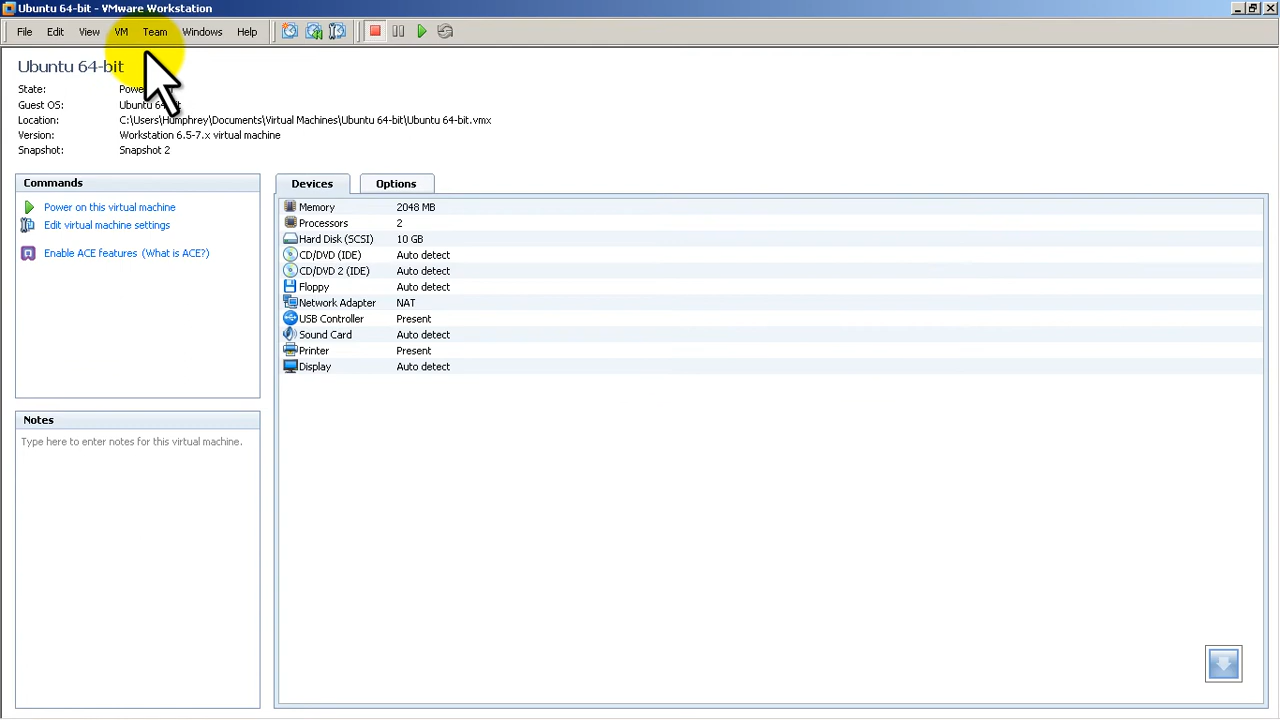 Ubuntu 64-bit - VMware Workstation
File Edit View VM Team Windows Help
Ubuntu 64-bit
State:
Guest OS: Ubuntu
Location: C:\Users\Humphrey\Documents\Virtual Machines\Ubuntu 64-bit\Ubuntu 64-bit.vmx
Version: Workstation 6.5-7.x virtual machine
Snapshot: Snapshot 2
Commands
Power on this virtual machine
Edit virtual machine settings
Enable ACE features (What is ACE?)
Notes
Type here to enter notes for this virtual machine.
Devices Options
Memory 2048 MB
Processors 2
Hard Disk (SCSI) 10 GB
CD/DVD (IDE) Auto detect
CD/DVD 2 (IDE) Auto detect
Floppy Auto detect
Network Adapter NAT
USB Controller Present
Sound Card Auto detect
Printer Present
Display Auto detect